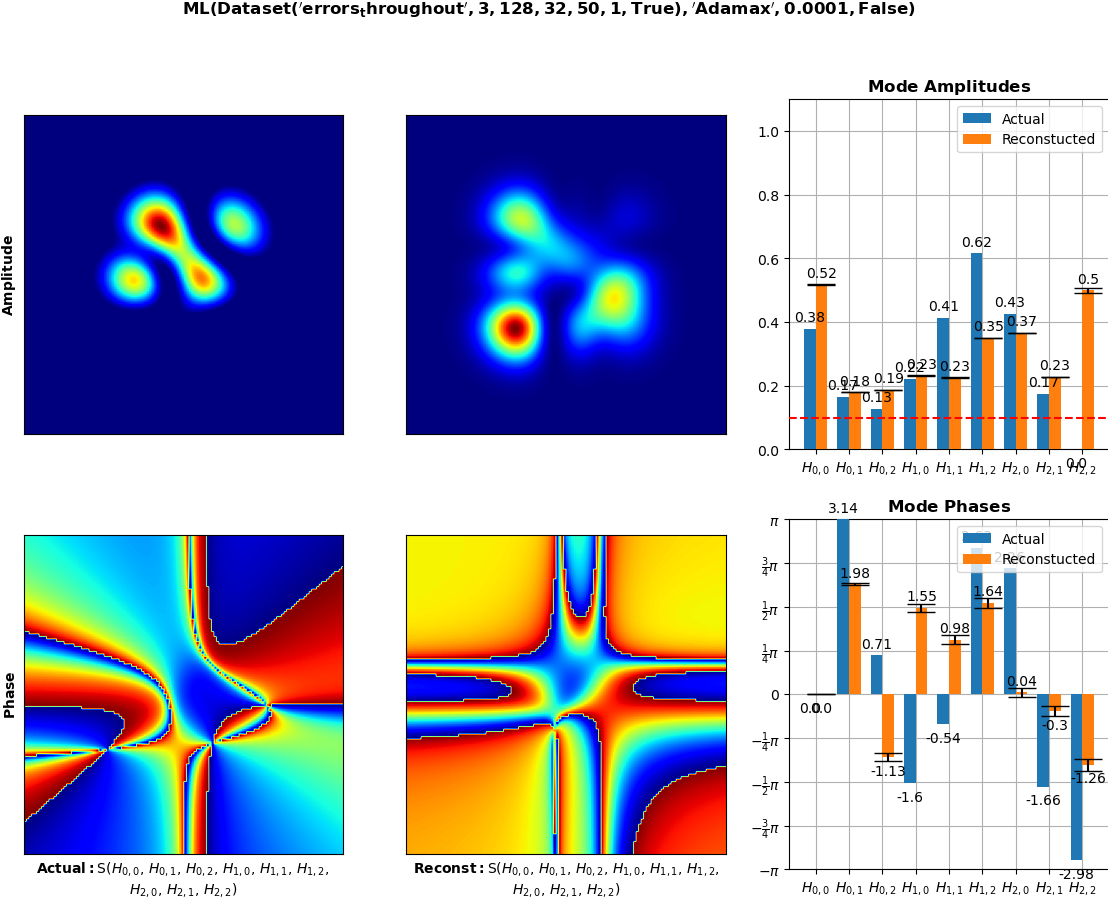 ML(Dataset('errors_throughout', 3, 128, 32, 50, 1, True), 'Adamax', 0.0001, False)
Amplitude
Mode Amplitudes
Actual
Reconstucted
1.0
0.8
0.6
0.4
0.2
0.0
0.38 0.52 0.17 0.18 0.13 0.19 0.22 0.23 0.41 0.23 0.62 0.35 0.43 0.37 0.17 0.23 0.0 0.5
H0,0 H0,1 H0,2 H1,0 H1,1 H1,2 H2,0 H2,1 H2,2
Phase
Mode Phases
Actual
Reconstucted
π
3/4π
1/2π
1/4π
0
−1/4π
−1/2π
−3/4π
−π
0.0 0.0 3.14 1.98 0.71 -1.13 -1.6 1.55 -0.54 0.98 1.64 0.04 -1.66 -0.3 -2.98 -1.26
H0,0 H0,1 H0,2 H1,0 H1,1 H1,2 H2,0 H2,1 H2,2
Actual: S(H0,0, H0,1, H0,2, H1,0, H1,1, H1,2,
H2,0, H2,1, H2,2)
Reconst: S(H0,0, H0,1, H0,2, H1,0, H1,1, H1,2,
H2,0, H2,1, H2,2)